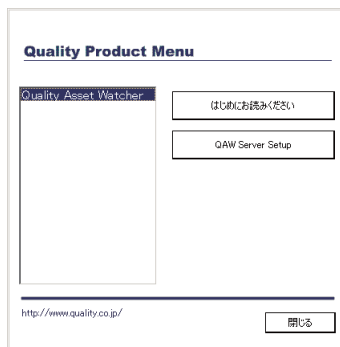 Quality Product Menu
Quality Asset Watcher
はじめにお読みください
QAW Server Setup
http://www.quality.co.jp/
閉じる